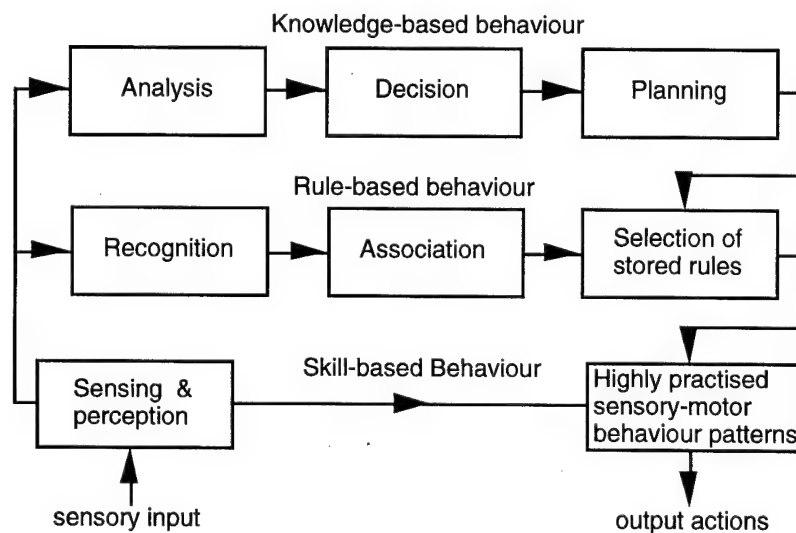 Knowledge-based behaviour
Analysis
Decision
Planning
Rule-based behaviour
Recognition
Association
Selection of
stored rules
Skill-based Behaviour
Sensing &
perception
Highly practised
sensory-motor
behaviour patterns
sensory input
output actions